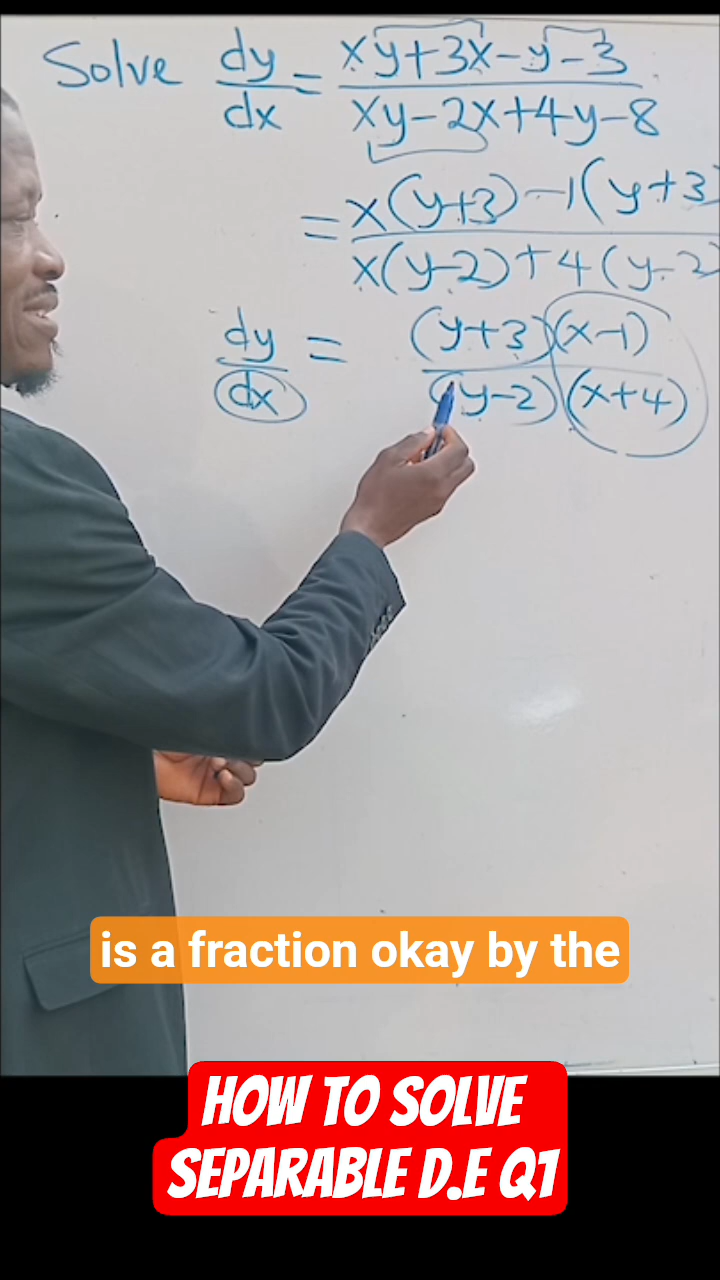 Solve dy/dx = xy+3x-y-3 / xy-2x+4y-8
= x(y+3)-1(y+3 / x(y-2)+4(y-2
dy/dx = (y+3)(x-1) / (y-2)(x+4)
is a fraction okay by the
HOW TO SOLVE
SEPARABLE D.E Q1